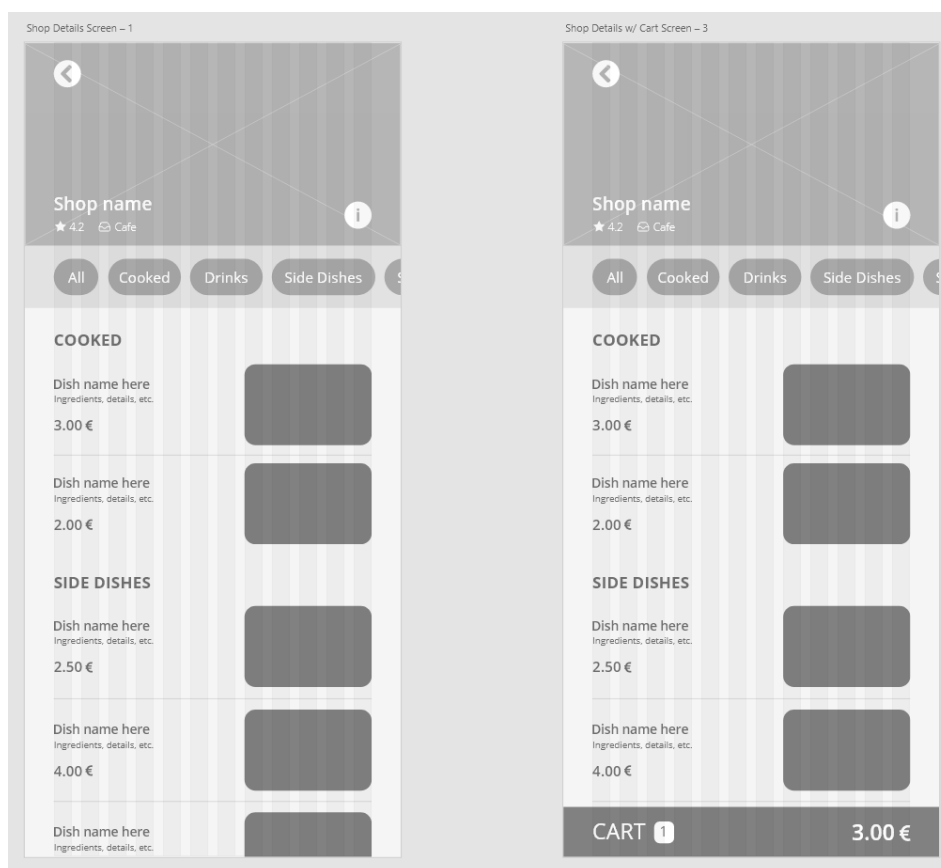 Shop Details Screen – 1
Shop name
4.2 Cafe
i
All Cooked Drinks Side Dishes
COOKED
Dish name here
Ingredients, details, etc.
3.00 €
Dish name here
Ingredients, details, etc.
2.00 €
SIDE DISHES
Dish name here
Ingredients, details, etc.
2.50 €
Dish name here
Ingredients, details, etc.
4.00 €
Dish name here
Ingredients, details, etc.
Shop Details w/ Cart Screen – 3
Shop name
4.2 Cafe
i
All Cooked Drinks Side Dishes
COOKED
Dish name here
Ingredients, details, etc.
3.00 €
Dish name here
Ingredients, details, etc.
2.00 €
SIDE DISHES
Dish name here
Ingredients, details, etc.
2.50 €
Dish name here
Ingredients, details, etc.
4.00 €
CART 1 3.00 €